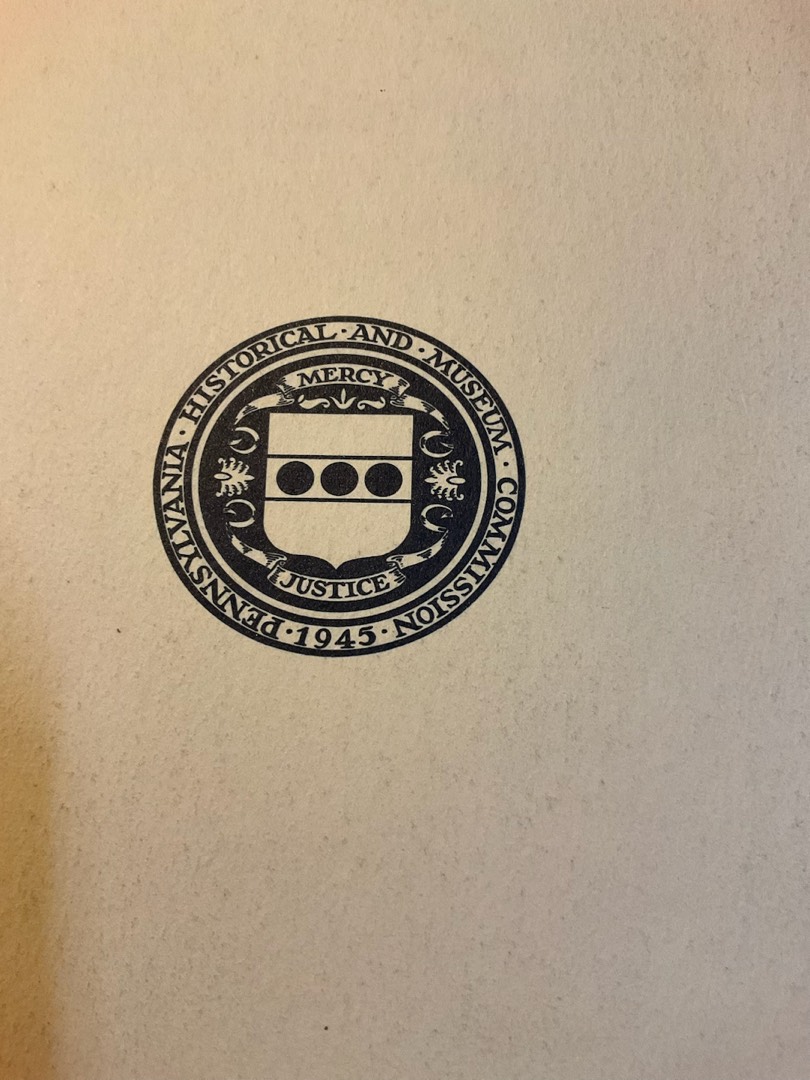 PENNSYLVANIA · HISTORICAL · AND · MUSEUM · COMMISSION · 1945 ·
MERCY
JUSTICE